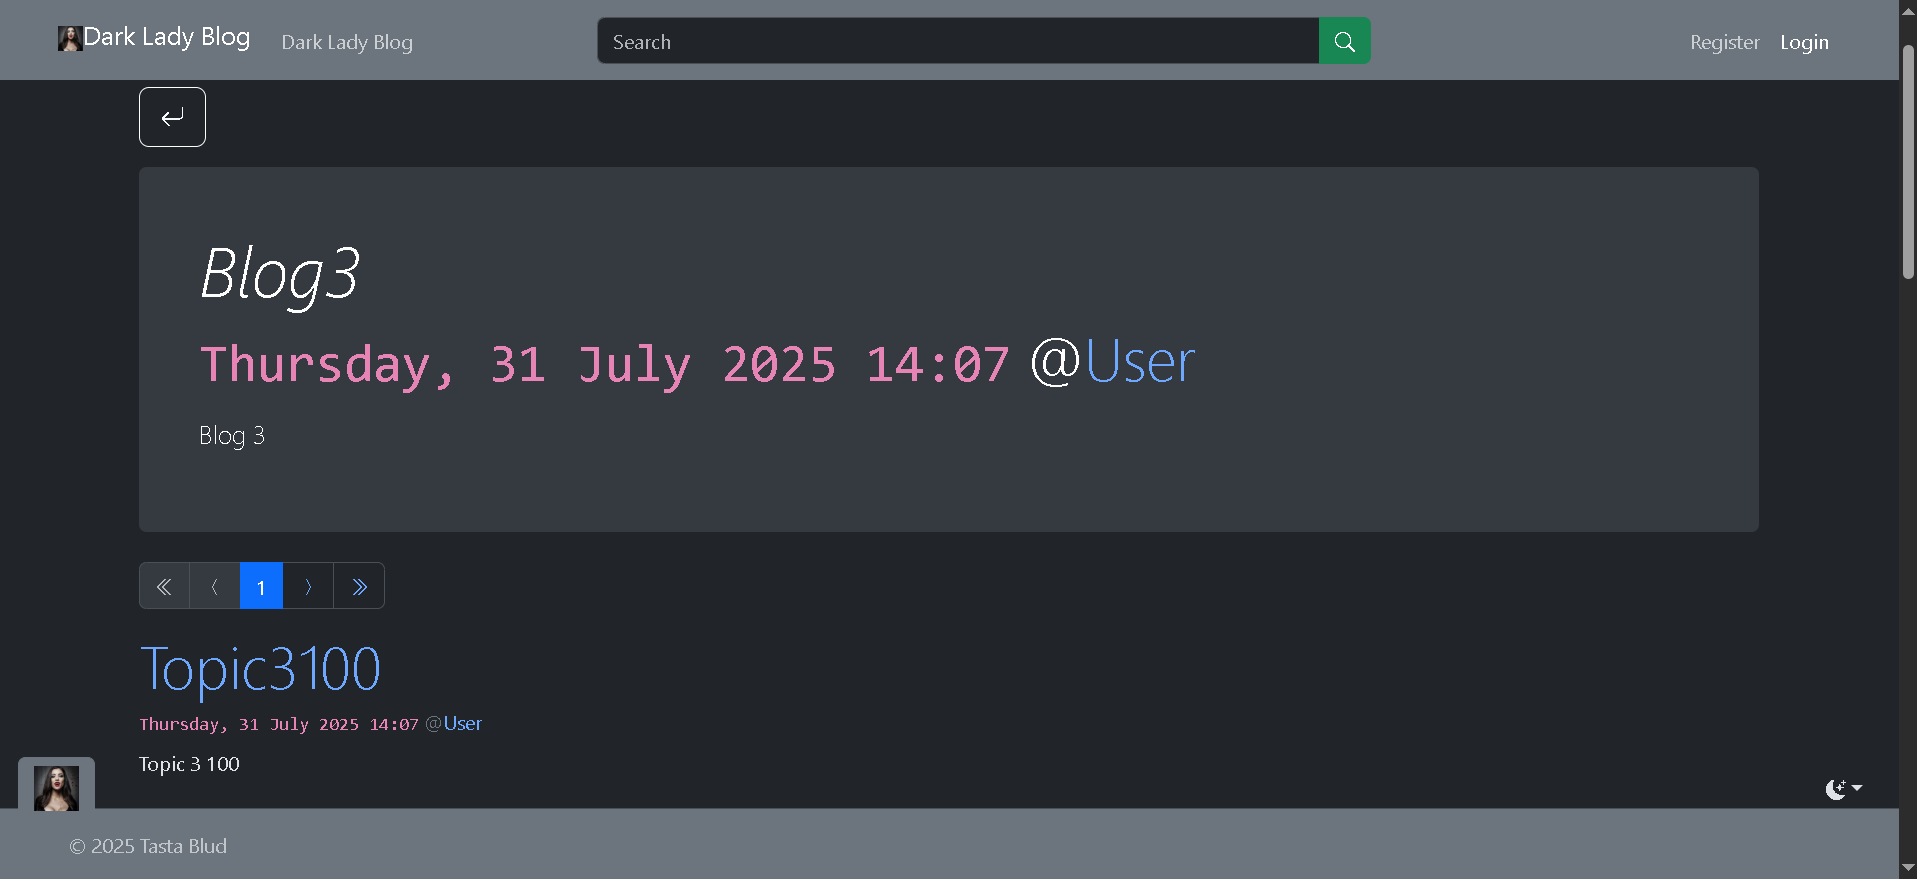 Dark Lady Blog Dark Lady Blog Search Register Login
Blog3
Thursday, 31 July 2025 14:07 @User
Blog 3
« ‹ 1 › »
Topic3100
Thursday, 31 July 2025 14:07 @User
Topic 3 100
© 2025 Tasta Blud